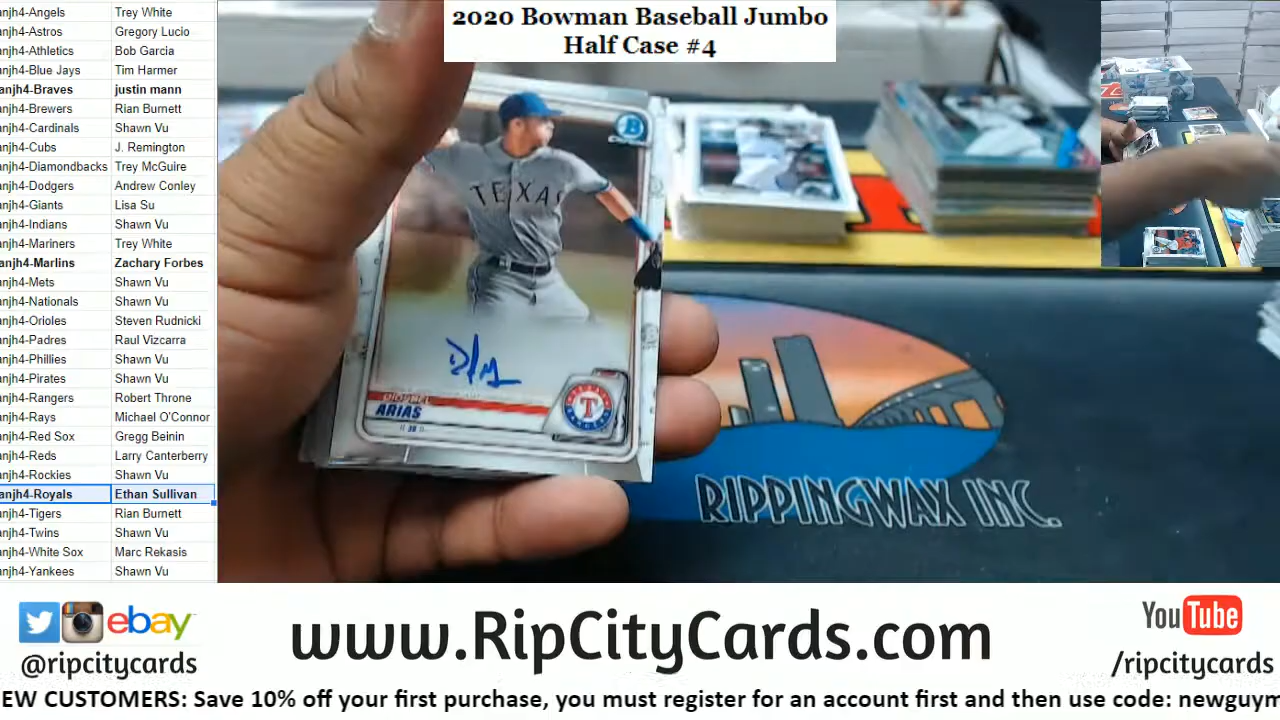 2020 Bowman Baseball Jumbo
Half Case #4
anjh4-Angels Trey White
anjh4-Astros Gregory Lucio
anjh4-Athletics Bob Garcia
anjh4-Blue Jays Tim Harmer
anjh4-Braves justin mann
anjh4-Brewers Rian Burnett
anjh4-Cardinals Shawn Vu
anjh4-Cubs J. Remington
anjh4-Diamondbacks Trey McGuire
anjh4-Dodgers Andrew Conley
anjh4-Giants Lisa Su
anjh4-Indians Shawn Vu
anjh4-Mariners Trey White
anjh4-Marlins Zachary Forbes
anjh4-Mets Shawn Vu
anjh4-Nationals Shawn Vu
anjh4-Orioles Steven Rudnicki
anjh4-Padres Raul Vizcarra
anjh4-Phillies Shawn Vu
anjh4-Pirates Shawn Vu
anjh4-Rangers Robert Throne
anjh4-Rays Michael O'Connor
anjh4-Red Sox Gregg Beinin
anjh4-Reds Larry Canterberry
anjh4-Rockies Shawn Vu
anjh4-Royals Ethan Sullivan
anjh4-Tigers Rian Burnett
anjh4-Twins Shawn Vu
anjh4-White Sox Marc Rekasis
anjh4-Yankees Shawn Vu
B
TEXAS
ARIAS
T
RIPPINGWAX INC.
ebay
@ripcitycards
www.RipCityCards.com
YouTube
/ripcitycards
EW CUSTOMERS: Save 10% off your first purchase, you must register for an account first and then use code: newguym